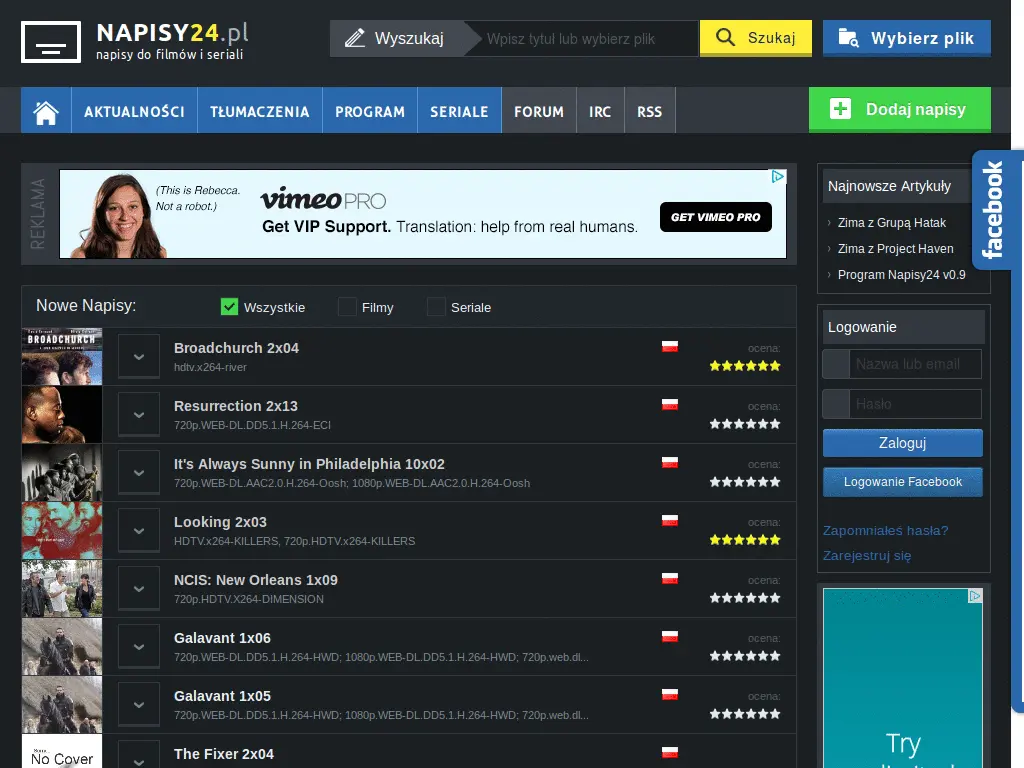 NAPISY24.pl
napisy do filmów i seriali
Wyszukaj
Wpisz tytul lub wybierz plik
Szukaj
Wybierz plik
AKTUALNOŚCI
TŁUMACZENIA
PROGRAM
SERIALE
FORUM
IRC
RSS
Dodaj napisy
REKLAMA
(This is Rebecca.
Not a robot.)
vimeo PRO
Get VIP Support. Translation: help from real humans.
GET VIMEO PRO
Najnowsze Artykuły
Zima z Grupą Hatak
Zima z Project Haven
Program Napisy24 v0.9
facebook
Nowe Napisy:
Wszystkie
Filmy
Seriale
BROADCHURCH
Broadchurch 2x04
hdtv.x264-river
ocena:
Resurrection 2x13
720p.WEB-DL.DD5.1.H.264-ECI
ocena:
It's Always Sunny in Philadelphia 10x02
720p.WEB-DL.AAC2.0.H.264-Oosh; 1080p.WEB-DL.AAC2.0.H.264-Oosh
ocena:
Looking 2x03
HDTV.x264-KILLERS, 720p.HDTV.x264-KILLERS
ocena:
NCIS: New Orleans 1x09
720p.HDTV.X264-DIMENSION
ocena:
Galavant 1x06
720p.WEB-DL.DD5.1.H.264-HWD; 1080p.WEB-DL.DD5.1.H.264-HWD; 720p.web.dl...
ocena:
Galavant 1x05
720p.WEB-DL.DD5.1.H.264-HWD; 1080p.WEB-DL.DD5.1.H.264-HWD; 720p.web.dl...
ocena:
Sorry...
No Cover
The Fixer 2x04
Logowanie
Nazwa lub email
Hasło
Zaloguj
Logowanie Facebook
Zapomniałeś hasła?
Zarejestruj się
Try